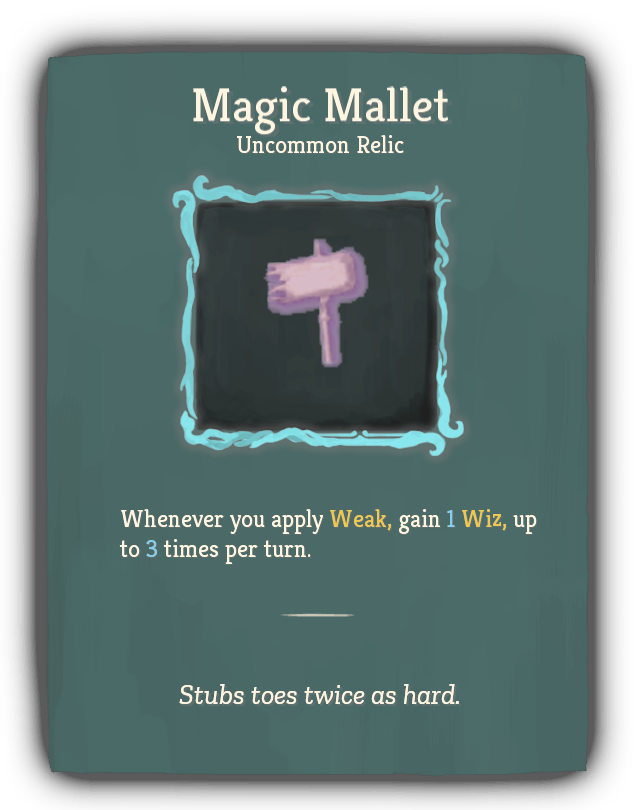 Magic Mallet
Uncommon Relic
Whenever you apply Weak, gain 1 Wiz, up
to 3 times per turn.
Stubs toes twice as hard.